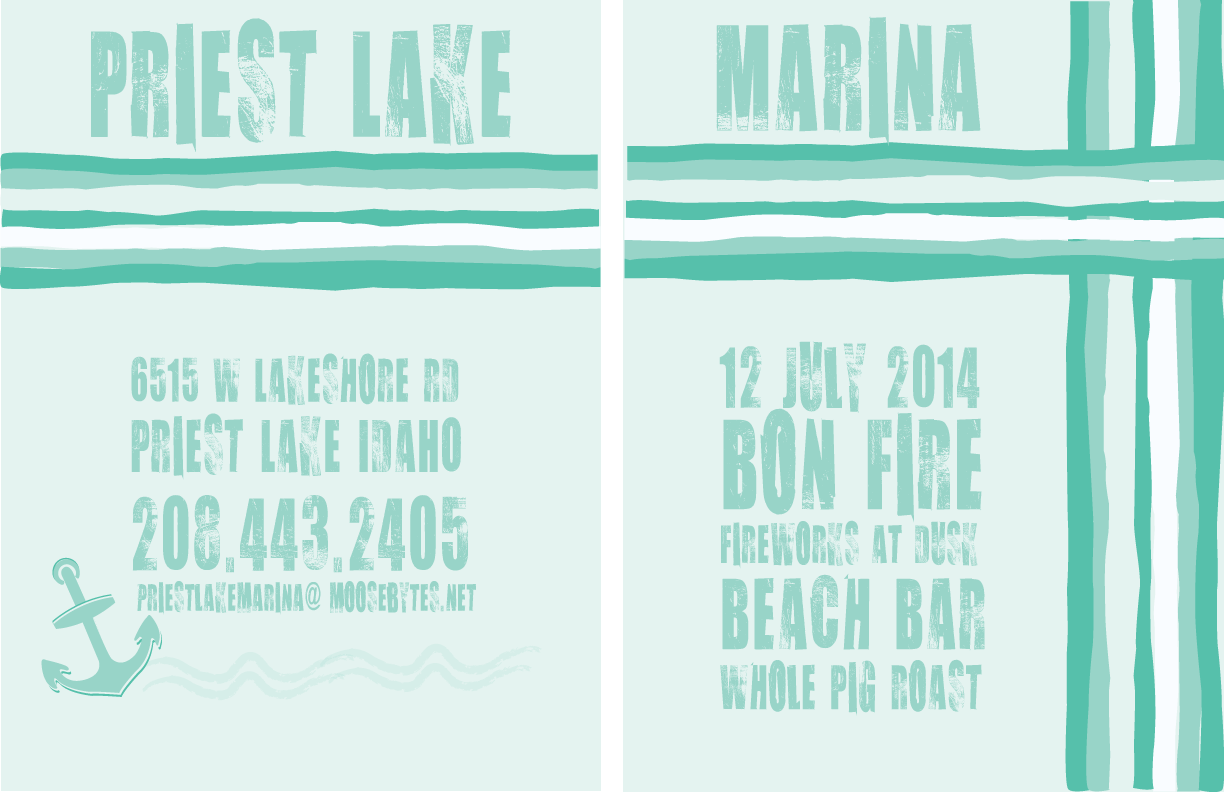 PRIEST LAKE
6515 W LAKESHORE RD
PRIEST LAKE IDAHO
208.443.2405
PRIESTLAKEMARINA@ MOOSEBYTES.NET
MARINA
12 JULY 2014
BON FIRE
FIREWORKS AT DUSK
BEACH BAR
WHOLE PIG ROAST